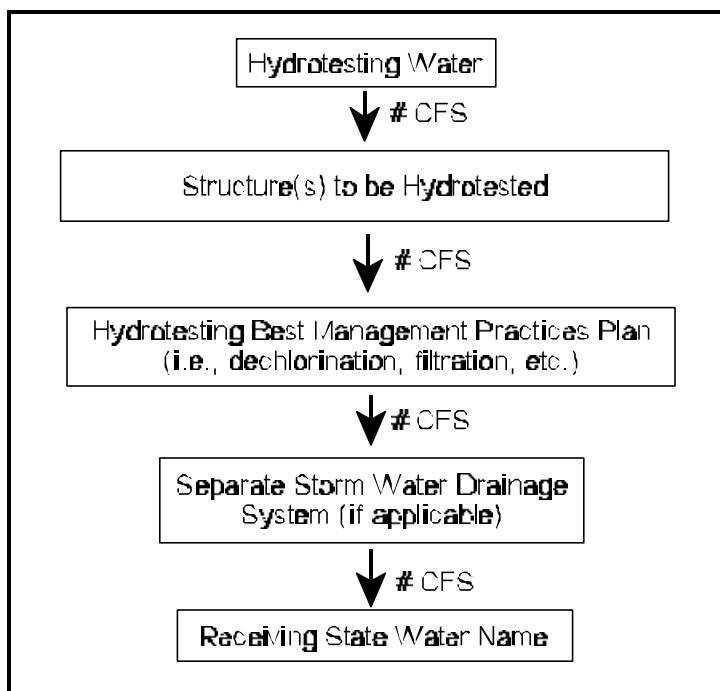 Hydrotesting Water
# CFS
Structure(s) to be Hydrotested
# CFS
Hydrotesting Best Management Practices Plan
(i.e., dechlorination, filtration, etc.)
# CFS
Separate Storm Water Drainage
System (if applicable)
# CFS
Receiving State Water Name